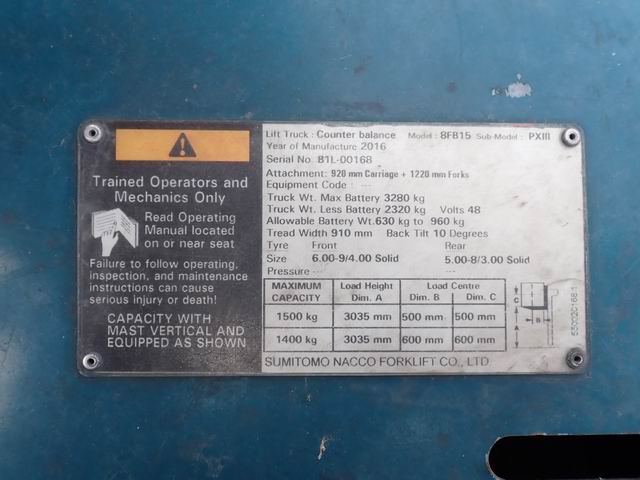 Trained Operators and
Mechanics Only
Read Operating
Manual located
on or near seat
Failure to follow operating,
inspection, and maintenance
instructions can cause
serious injury or death!
CAPACITY WITH
MAST VERTICAL AND
EQUIPPED AS SHOWN
Lift Truck : Counter balance Model : 8FB15 Sub-Model : PXIII
Year of Manufacture 2016
Serial No. 81L-00168
Attachment: 920 mm Carriage + 1220 mm Forks
Equipment Code : ---
Truck Wt. Max Battery 3280 kg
Truck Wt. Less Battery 2320 kg Volts 48
Allowable Battery Wt. 630 kg to 960 kg
Tread Width 910 mm Back Tilt 10 Degrees
Tyre Front Rear
Size 6.00-9/4.00 Solid 5.00-8/3.00 Solid
Pressure ---
MAXIMUM CAPACITY Load Height Dim. A Load Centre Dim. B Dim. C
1500 kg 3035 mm 500 mm 500 mm
1400 kg 3035 mm 600 mm 600 mm
SUMITOMO NACCO FORKLIFT CO., LTD
C
B
A